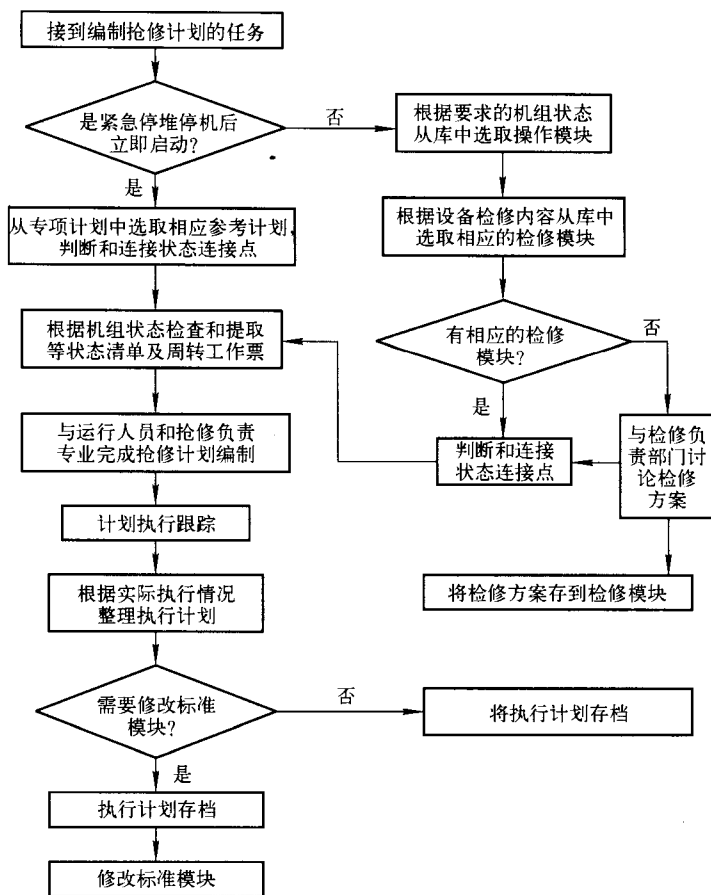 接到编制抢修计划的任务
是紧急停堆停机后
立即启动?
否
根据要求的机组状态
从库中选取操作模块
是
从专项计划中选取相应参考计划,
判断和连接状态连接点
根据设备检修内容从库中
选取相应的检修模块
根据机组状态检查和提取
等状态清单及周转工作票
有相应的检修
模块?
否
是
与运行人员和抢修负责
专业完成抢修计划编制
判断和连接
状态连接点
与检修负
责部门讨
论检修
方案
计划执行跟踪
根据实际执行情况
整理执行计划
将检修方案存到检修模块
需要修改标准
模块?
否
将执行计划存档
是
执行计划存档
修改标准模块